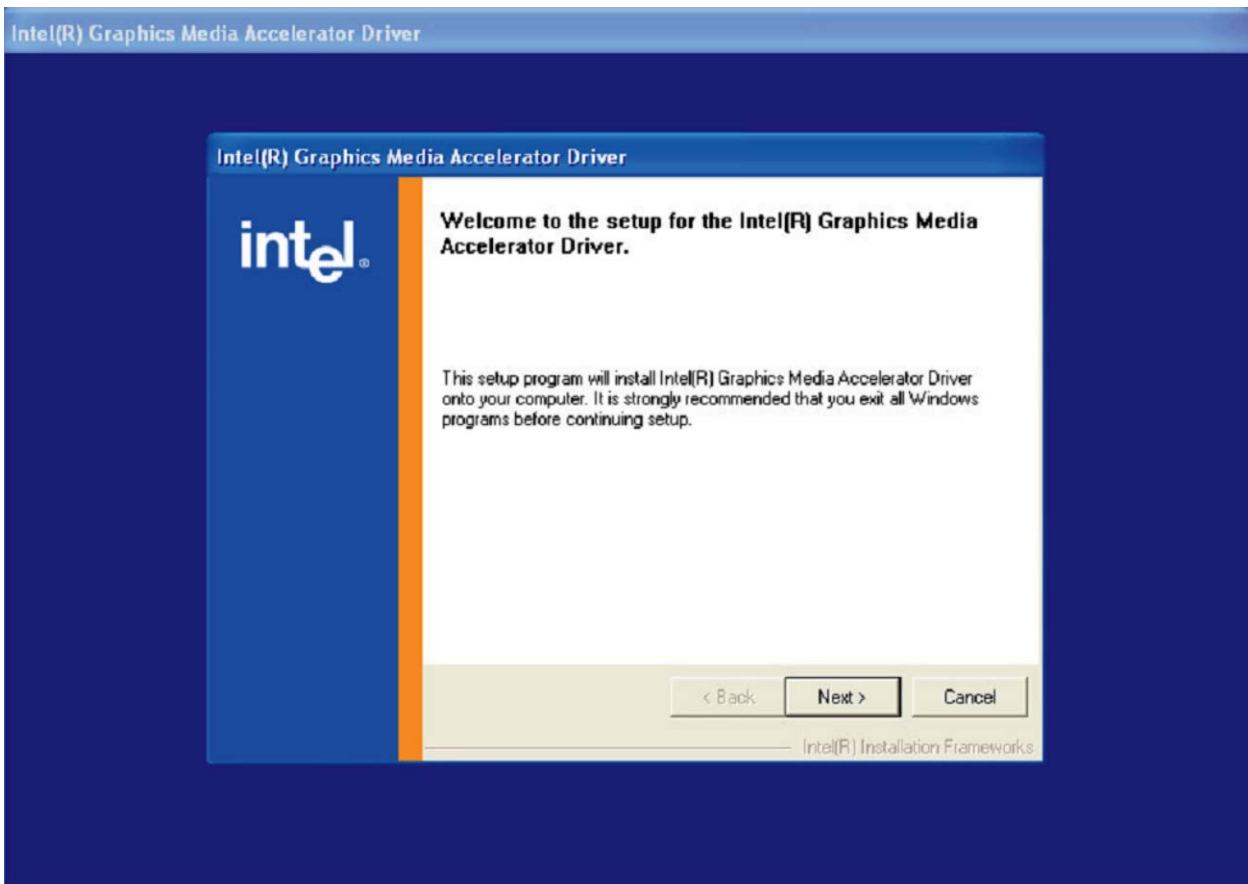 Intel(R) Graphics Media Accelerator Driver
Intel(R) Graphics Media Accelerator Driver
intel®
Welcome to the setup for the Intel(R) Graphics Media
Accelerator Driver.
This setup program will install Intel(R) Graphics Media Accelerator Driver
onto your computer. It is strongly recommended that you exit all Windows
programs before continuing setup.
< Back Next > Cancel
Intel(R) Installation Frameworks